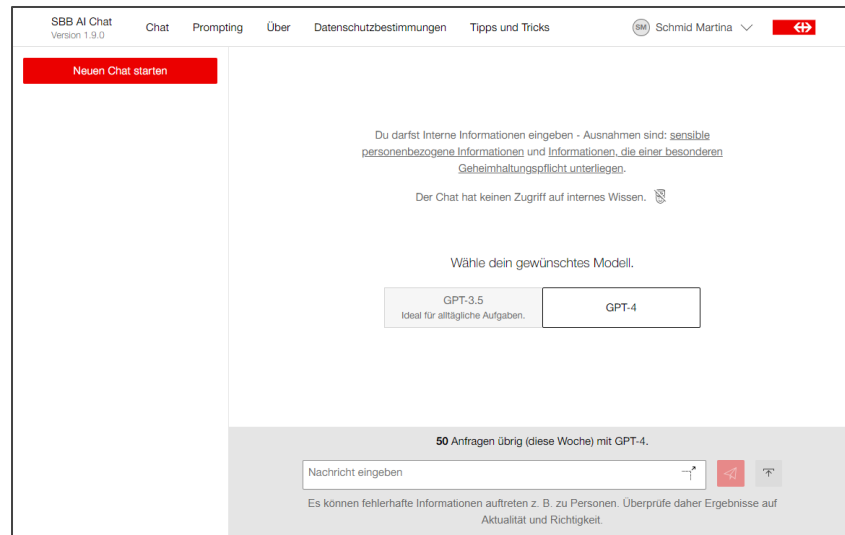 SBB AI Chat
Version 1.9.0
Chat
Prompting
Über
Datenschutzbestimmungen
Tipps und Tricks
SM
Schmid Martina
Neuen Chat starten
Du darfst Interne Informationen eingeben - Ausnahmen sind: sensible
personenbezogene Informationen und Informationen, die einer besonderen
Geheimhaltungspflicht unterliegen.
Der Chat hat keinen Zugriff auf internes Wissen.
Wähle dein gewünschtes Modell.
GPT-3.5
Ideal für alltägliche Aufgaben.
GPT-4
50 Anfragen übrig (diese Woche) mit GPT-4.
Nachricht eingeben
Es können fehlerhafte Informationen auftreten z. B. zu Personen. Überprüfe daher Ergebnisse auf
Aktualität und Richtigkeit.